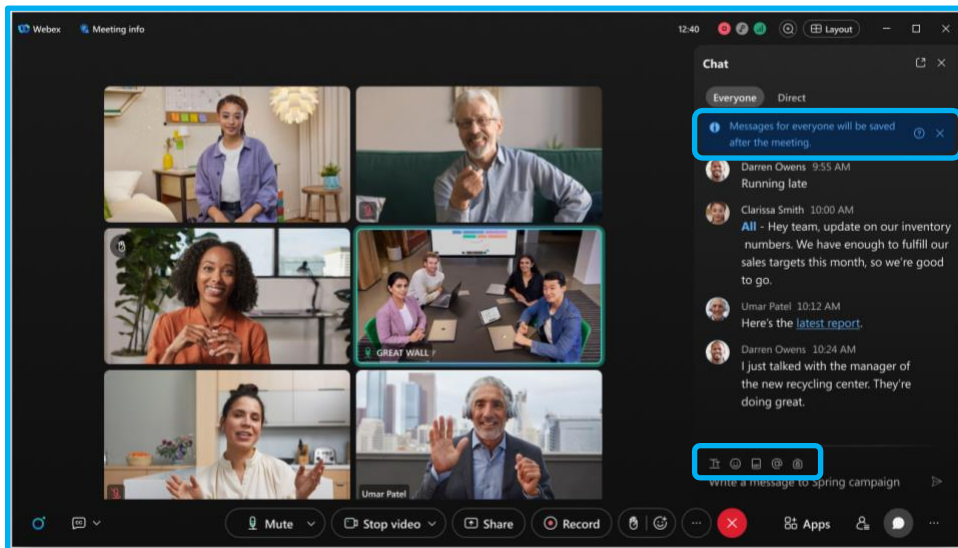 Webex
Meeting info
12:40
Layout
Chat
Everyone
Direct
Messages for everyone will be saved
after the meeting.
Darren Owens 9:55 AM
Running late
Clarissa Smith 10:00 AM
All - Hey team, update on our inventory
numbers. We have enough to fulfill our
sales targets this month, so we're good
to go.
Umar Patel 10:12 AM
Here's the latest report.
Darren Owens 10:24 AM
I just talked with the manager of
the new recycling center. They're
doing great.
GREAT WALL
Umar Patel
Write a message to Spring campaign
Mute
Stop video
Share
Record
Apps